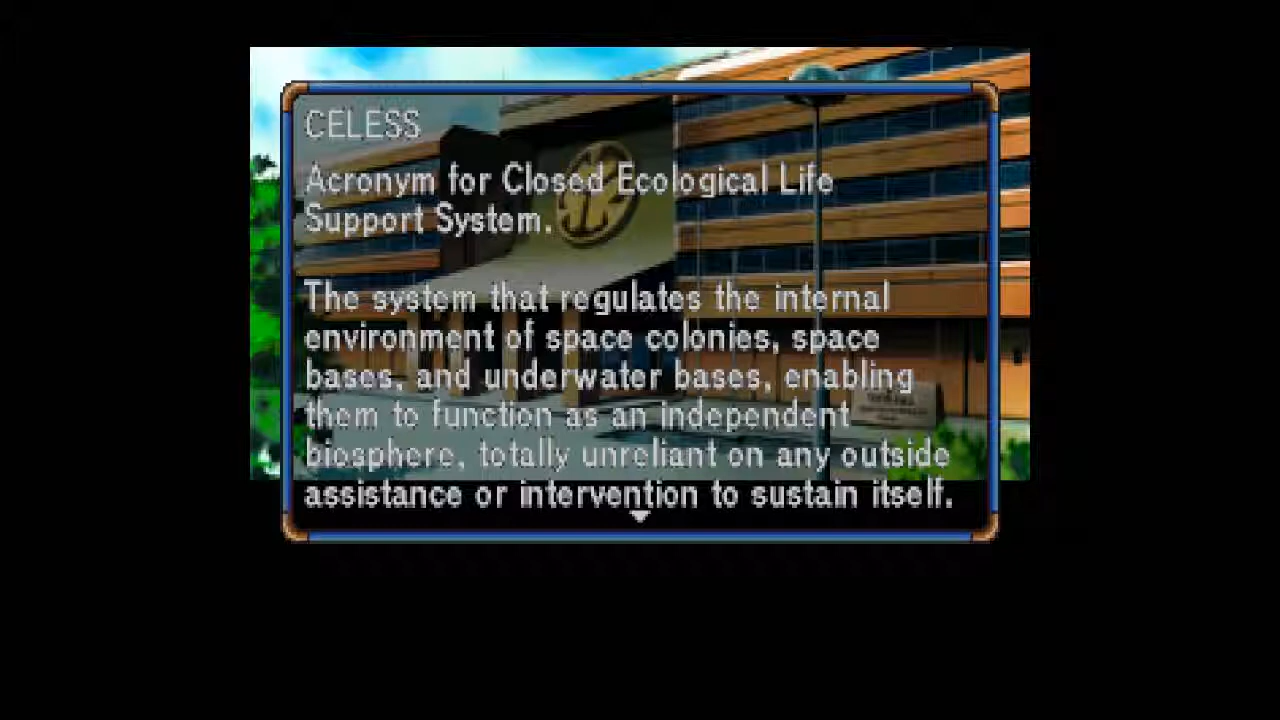 CELESS
Acronym for Closed Ecological Life
Support System.
The system that regulates the internal
environment of space colonies, space
bases, and underwater bases, enabling
them to function as an independent
biosphere, totally unreliant on any outside
assistance or intervention to sustain itself.